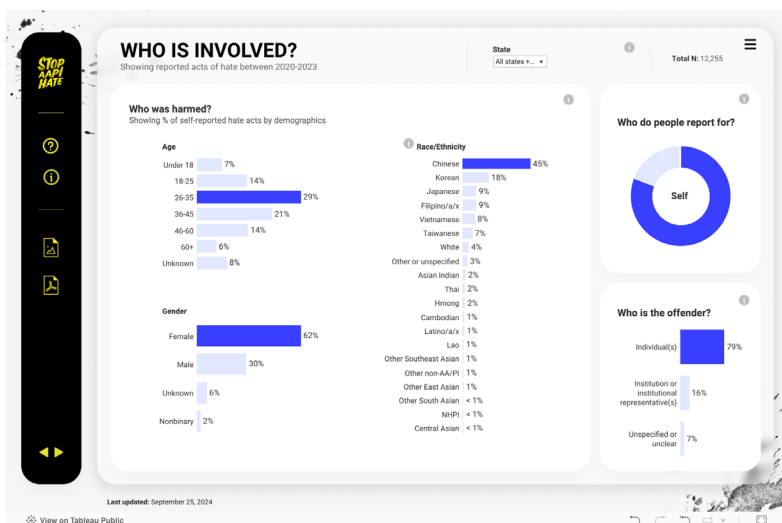 STOP
AAPI
HATE
WHO IS INVOLVED?
Showing reported acts of hate between 2020-2023
State
All states +...
Total N: 12,255
Who was harmed?
Showing % of self-reported hate acts by demographics
Age
Under 18 7%
18-25 14%
26-35 29%
36-45 21%
46-60 14%
60+ 6%
Unknown 8%
Gender
Female 62%
Male 30%
Unknown 6%
Nonbinary 2%
Race/Ethnicity
Chinese 45%
Korean 18%
Japanese 9%
Filipino/a/x 9%
Vietnamese 8%
Taiwanese 7%
White 4%
Other or unspecified 3%
Asian Indian 2%
Thai 2%
Hmong 2%
Cambodian 1%
Latino/a/x 1%
Lao 1%
Other Southeast Asian 1%
Other non-AA/PI 1%
Other East Asian 1%
Other South Asian < 1%
NHPI < 1%
Central Asian < 1%
Who do people report for?
Self
Who is the offender?
Individual(s) 79%
Institution or
institutional 16%
representative(s)
Unspecified or
unclear 7%
Last updated: September 25, 2024
View on Tableau Public